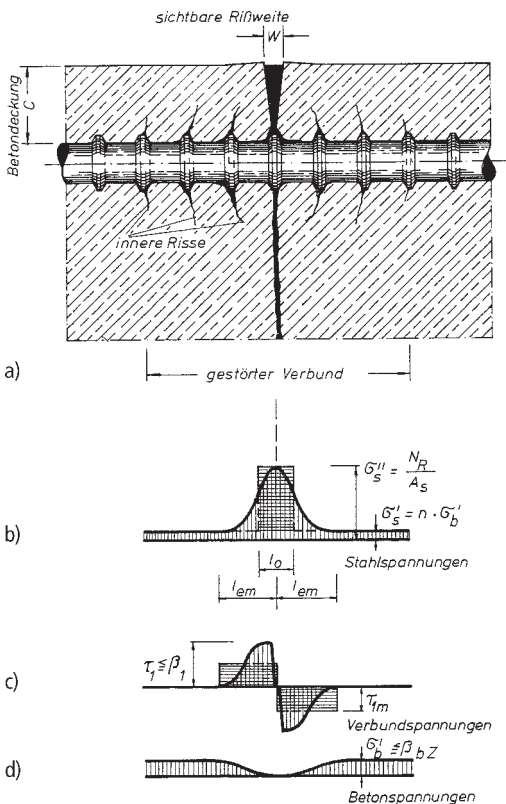 sichtbare Rißweite
W
Betondeckung
C
innere Risse
a)
gestörter Verbund
σs'' = NR / As
σs' = n · σb'
b)
l0
Stahlspannungen
lem lem
τ1 ≦ β1
c)
τ1m
Verbundspannungen
σb' ≦ βbZ
d)
Betonspannungen